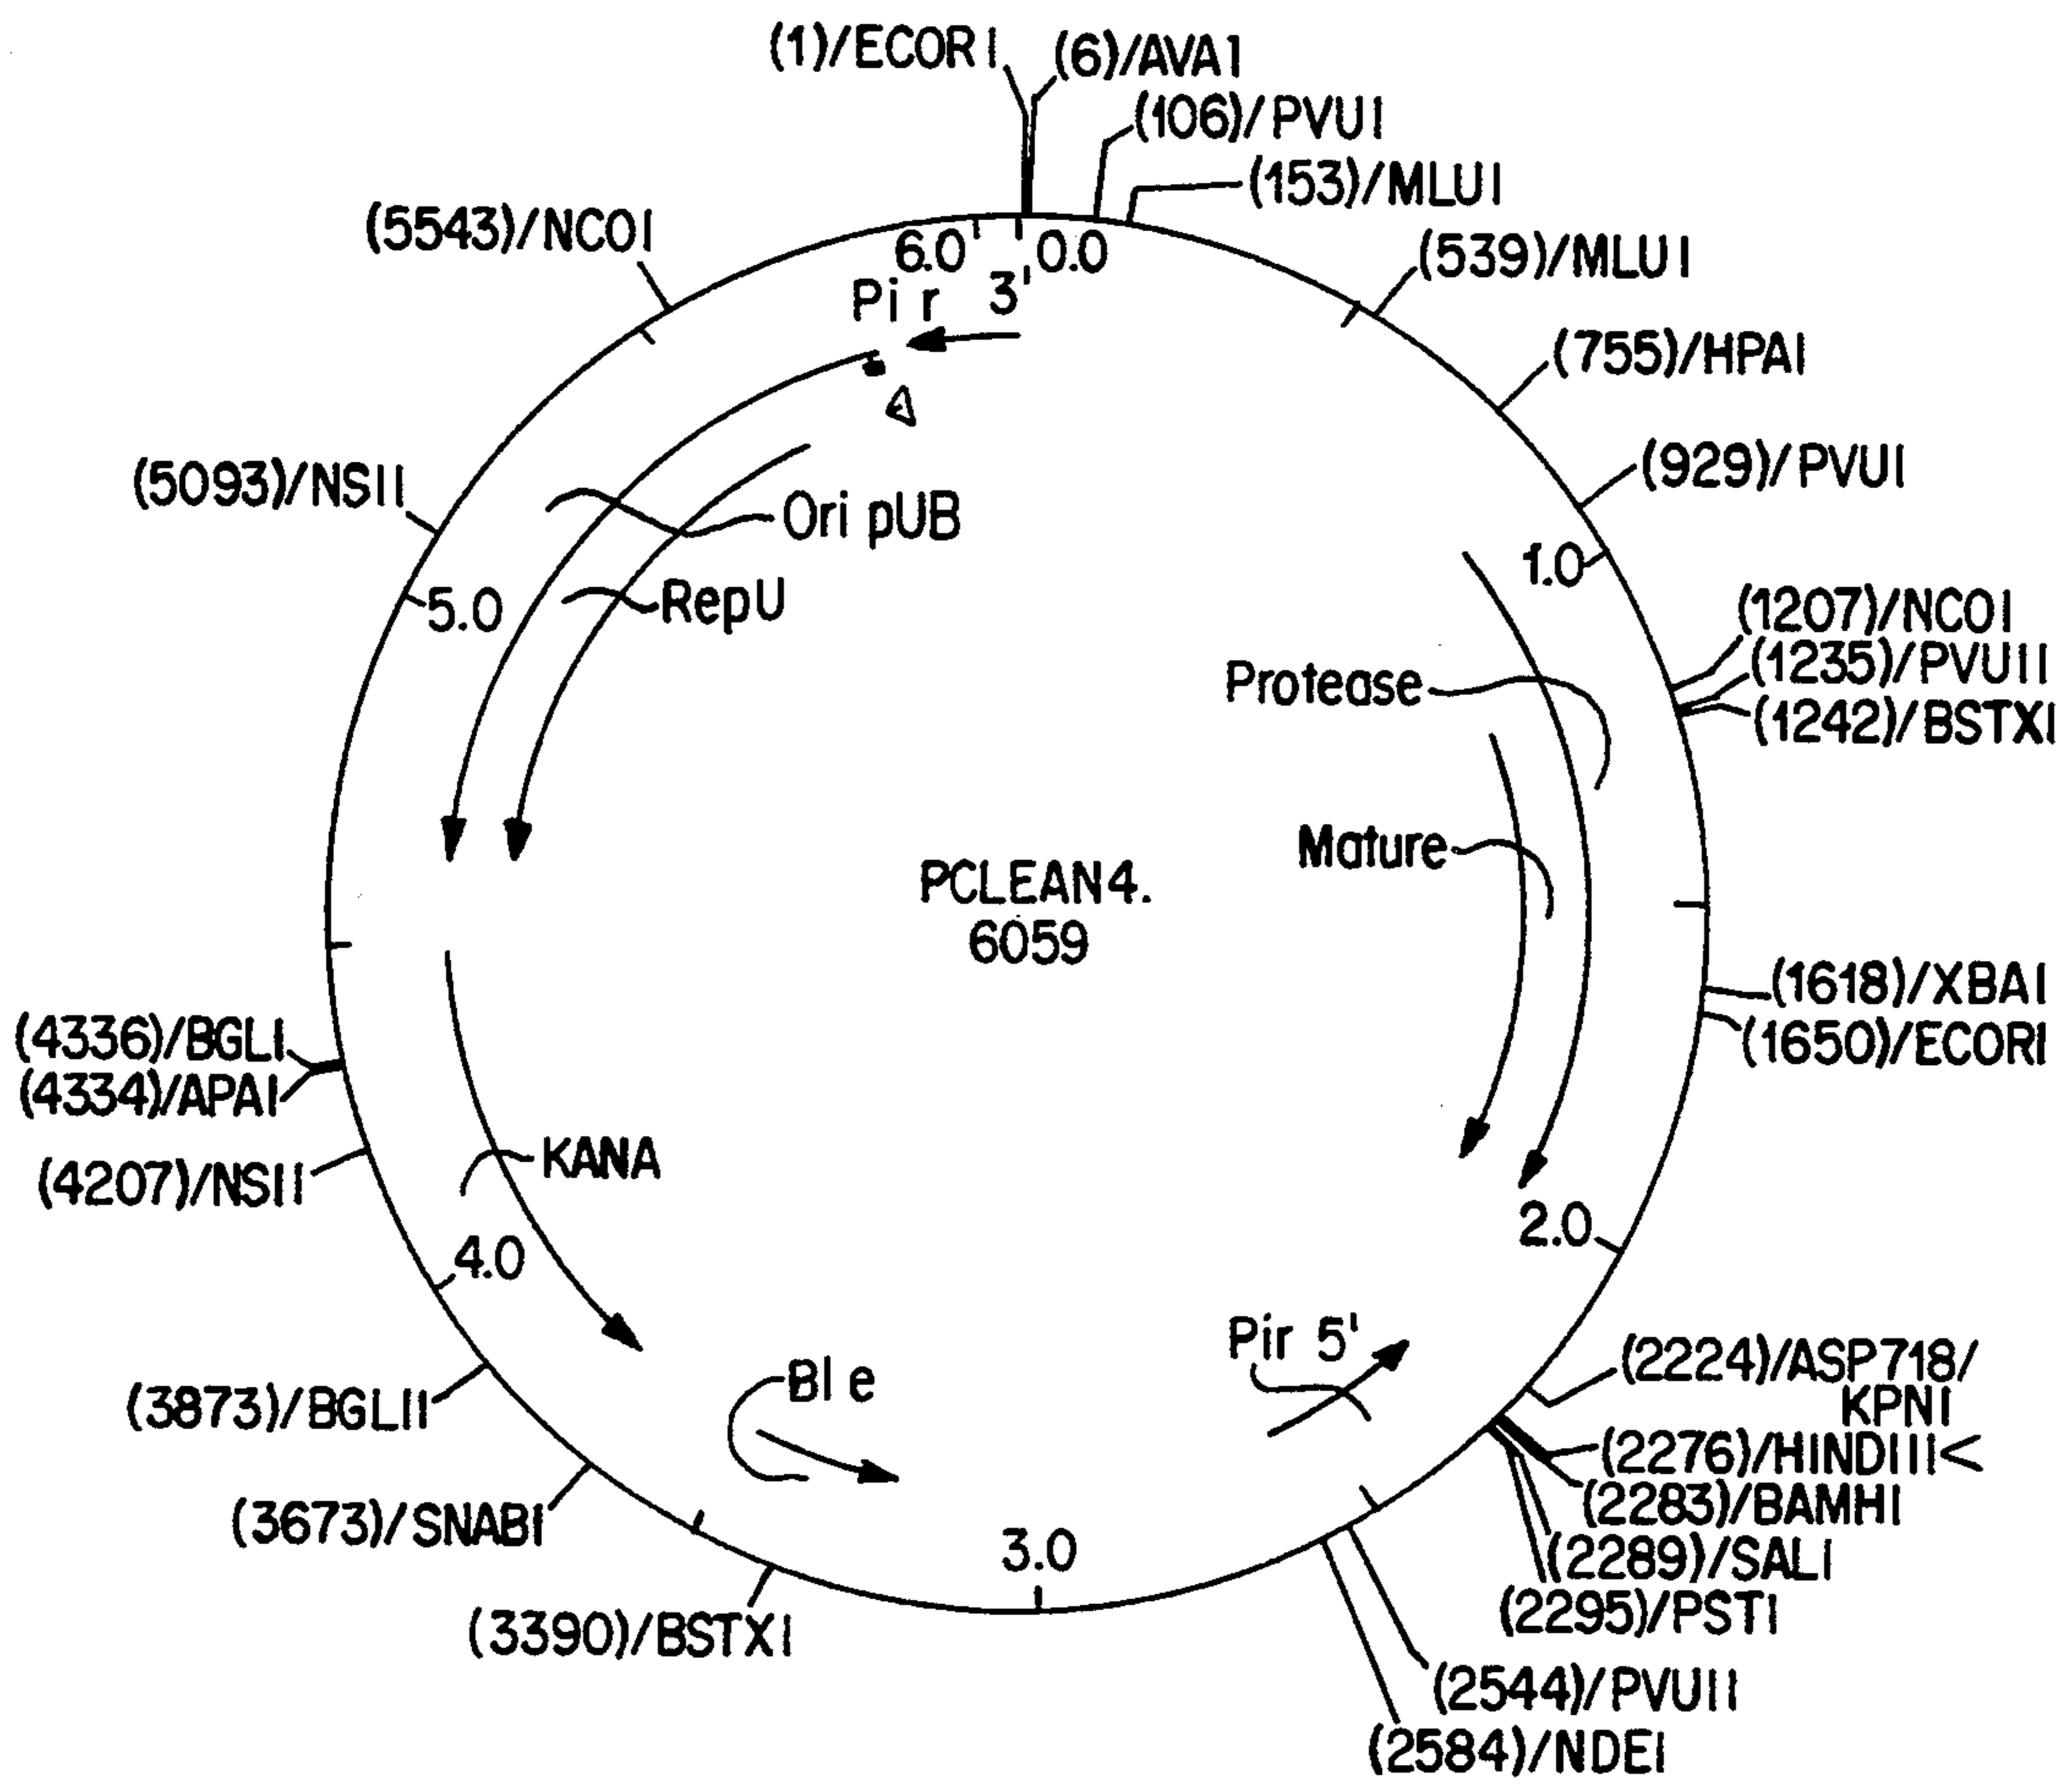 (1)/ECORI
(6)/AVAI
(106)/PVUI
(153)/MLUI
(539)/MLUI
(755)/HPAI
(929)/PVUI
(1207)/NCOI
(1235)/PVUII
(1242)/BSTXI
(1618)/XBAI
(1650)/ECORI
(2224)/ASP718/
KPNI
(2276)/HINDIII<
(2283)/BAMHI
(2289)/SALI
(2295)/PSTI
(2544)/PVUII
(2584)/NDEI
(3390)/BSTXI
(3673)/SNABI
(3873)/BGLII
(4207)/NSII
(4334)/APAI
(4336)/BGLI
(5093)/NSII
(5543)/NCOI
6.0
0.0
Pir 3'
1.0
Ori pUB
RepU
5.0
Protease
Mature
PCLEAN4.
6059
KANA
4.0
2.0
Pir 5'
Ble
3.0